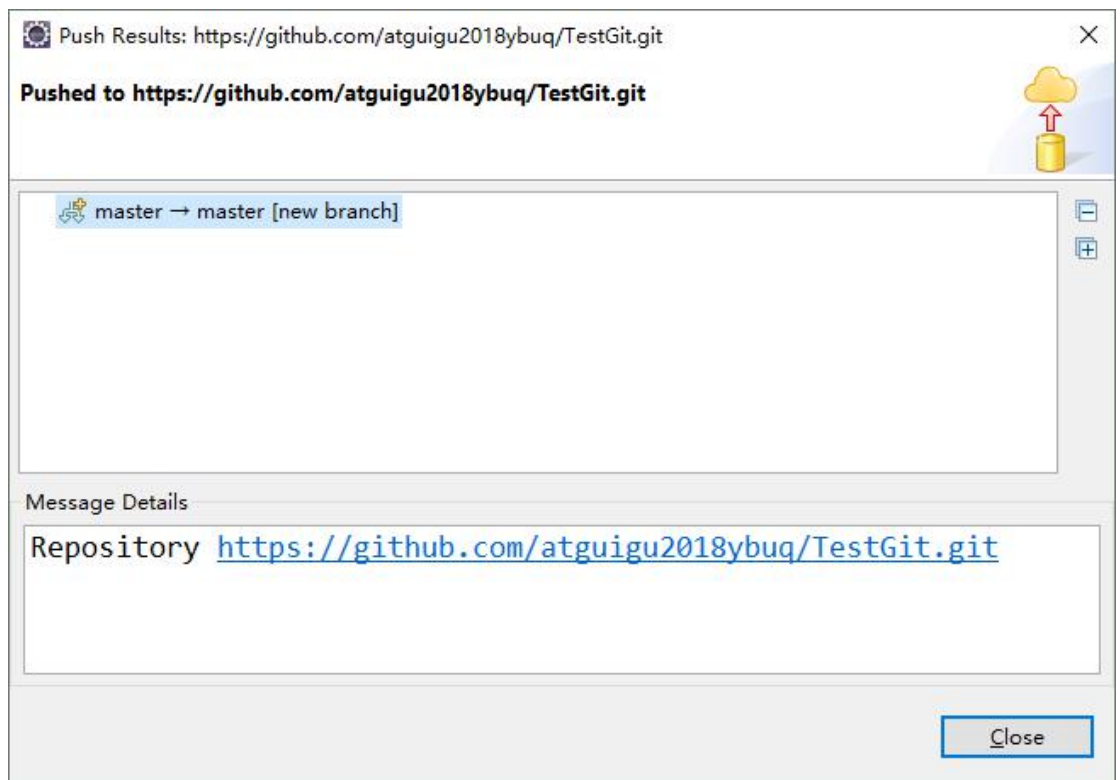 Push Results: https://github.com/atguigu2018ybuq/TestGit.git
Pushed to https://github.com/atguigu2018ybuq/TestGit.git
master → master [new branch]
Message Details
Repository https://github.com/atguigu2018ybuq/TestGit.git
Close